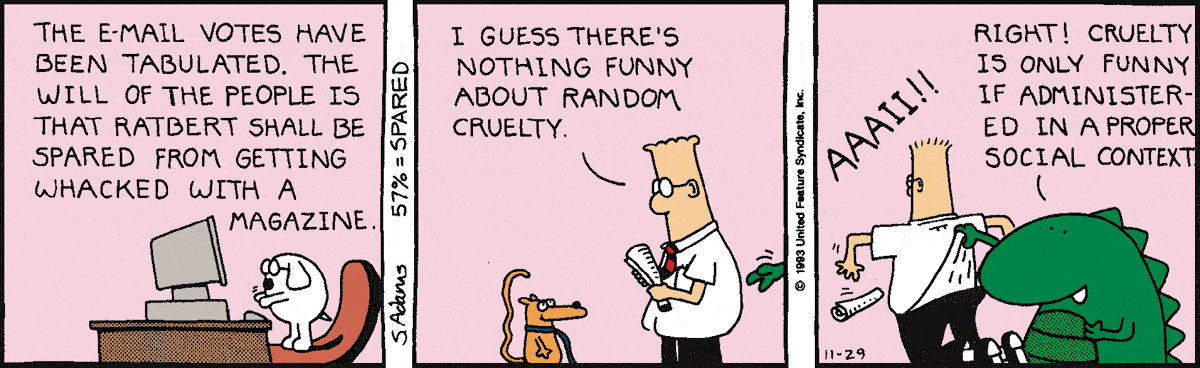 THE E-MAIL VOTES HAVE
BEEN TABULATED. THE
WILL OF THE PEOPLE IS
THAT RATBERT SHALL BE
SPARED FROM GETTING
WHACKED WITH A
MAGAZINE.
S Adams
57% = SPARED
I GUESS THERE'S
NOTHING FUNNY
ABOUT RANDOM
CRUELTY.
© 1993 United Feature Syndicate, Inc.
AAAII!!
RIGHT! CRUELTY
IS ONLY FUNNY
IF ADMINISTER-
ED IN A PROPER
SOCIAL CONTEXT
11-29